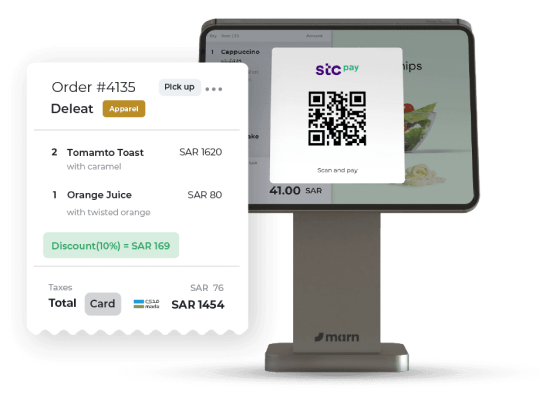 Order #4135
Pick up
Deleat
Apparel
2 Tomamto Toast SAR 1620
with caramel
1 Orange Juice SAR 80
with twisted orange
Discount(10%) = SAR 169
Taxes SAR 76
Total Card SAR 1454
1 Cappuccino
stc pay
Scan and pay
41.00 SAR
marn